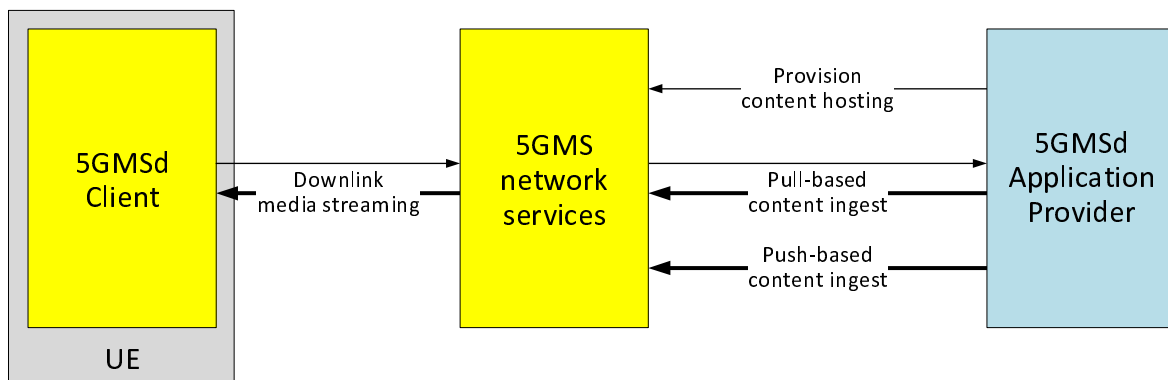 5GMSd
Client
UE
Downlink
media streaming
5GMS
network
services
Provision
content hosting
Pull-based
content ingest
Push-based
content ingest
5GMSd
Application
Provider